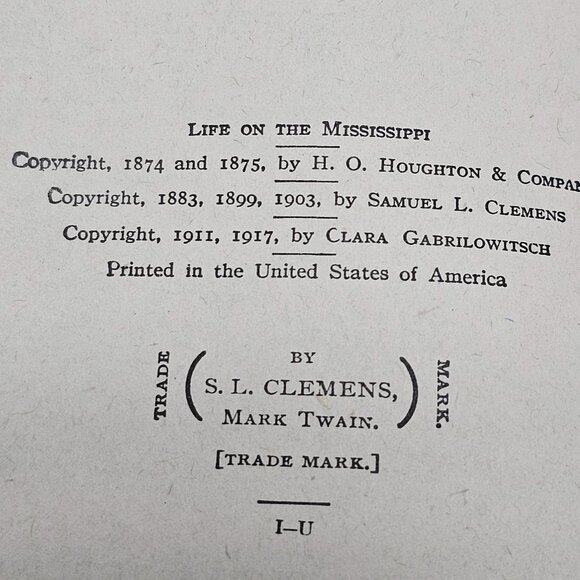 LIFE ON THE MISSISSIPPI
Copyright, 1874 and 1875, by H. O. HOUGHTON & COMPAN
Copyright, 1883, 1899, 1903, by SAMUEL L. CLEMENS
Copyright, 1911, 1917, by CLARA GABRILOWITSCH
Printed in the United States of America
TRADE
BY
S. L. CLEMENS,
MARK TWAIN.
MARK.
[TRADE MARK.]
I–U